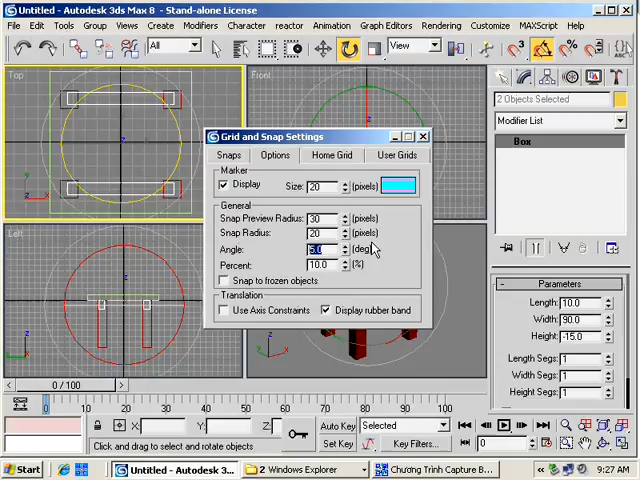 Untitled - Autodesk 3ds Max 8 - Stand-alone License
File Edit Tools Group Views Create Modifiers Character reactor Animation Graph Editors Rendering Customize MAXScript Help
All View
Top Front
2 Objects Selected
Modifier List
Box
Grid and Snap Settings
Snaps Options Home Grid User Grids
Marker
Display Size: 20 (pixels)
General
Snap Preview Radius: 30 (pixels)
Snap Radius: 20 (pixels)
Angle: 5.0 (deg)
Percent: 10.0 (%)
Snap to frozen objects
Translation
Use Axis Constraints Display rubber band
Left
Parameters
Length: 10.0
Width: 90.0
Height: -15.0
Length Segs: 1
Width Segs: 1
Height Segs: 1
0 / 100
0 10 20 30 40 50 60 70 80 90 100
X: Y: Z: Auto Key Selected
Click and drag to select and rotate objects Set Key Key Filters... 0
Start Untitled - Autodesk 3... 2 Windows Explorer Chương Trình Capture B... 9:27 AM